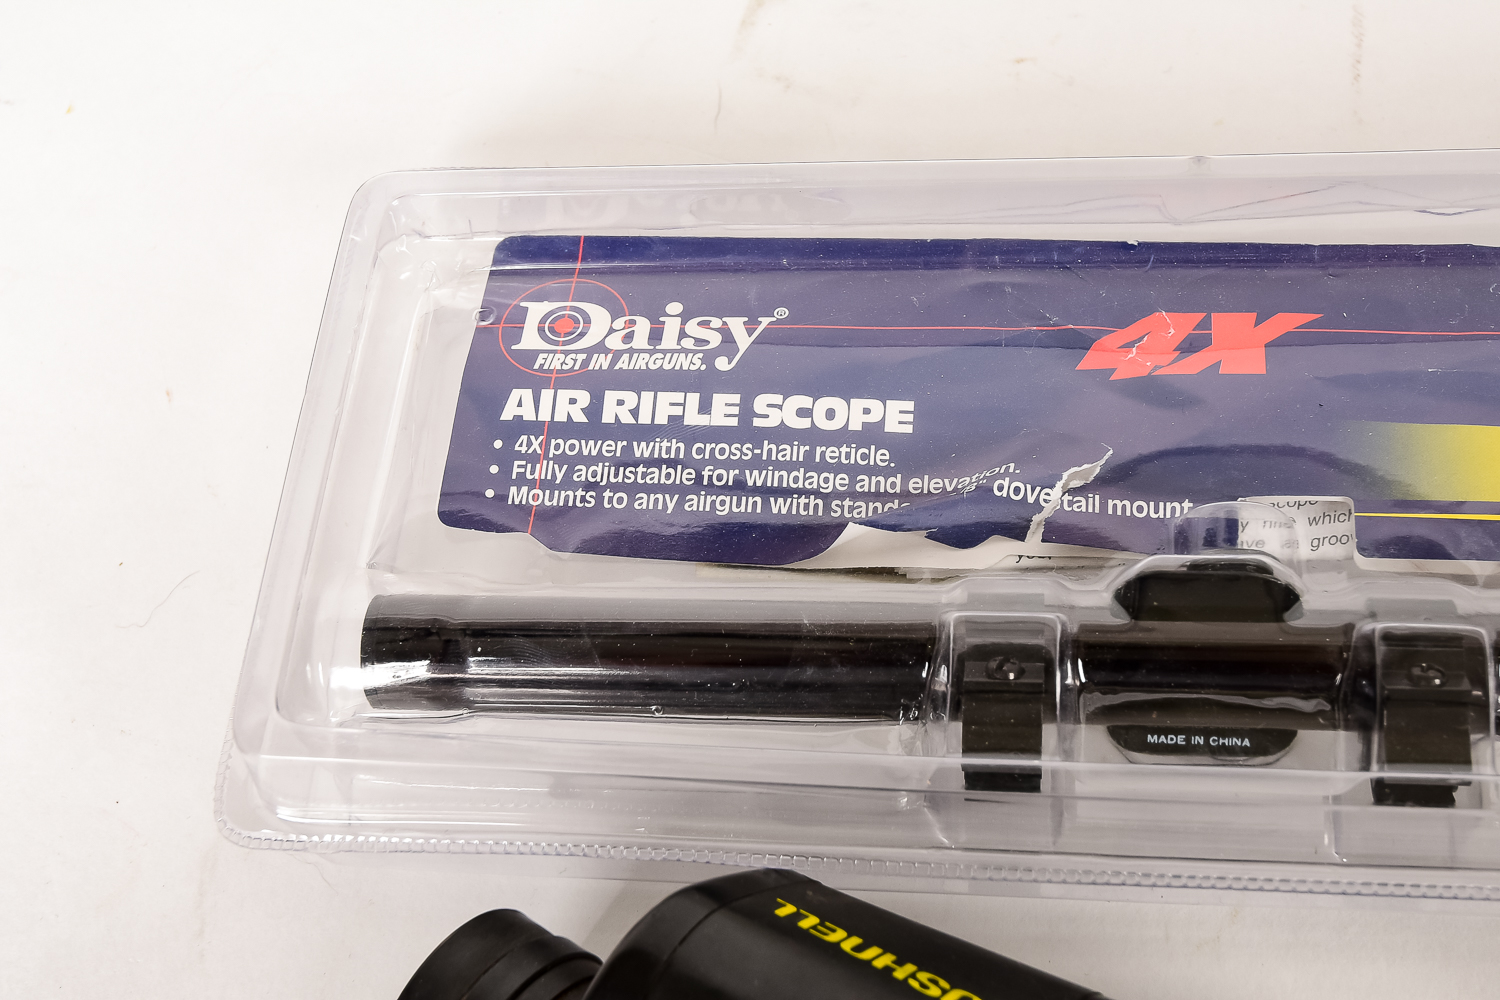 Daisy®
FIRST IN AIRGUNS.
4X
AIR RIFLE SCOPE
• 4X power with cross-hair reticle.
• Fully adjustable for windage and elevation.
• Mounts to any airgun with dovetail mount
which
MADE IN CHINA
USHNELL